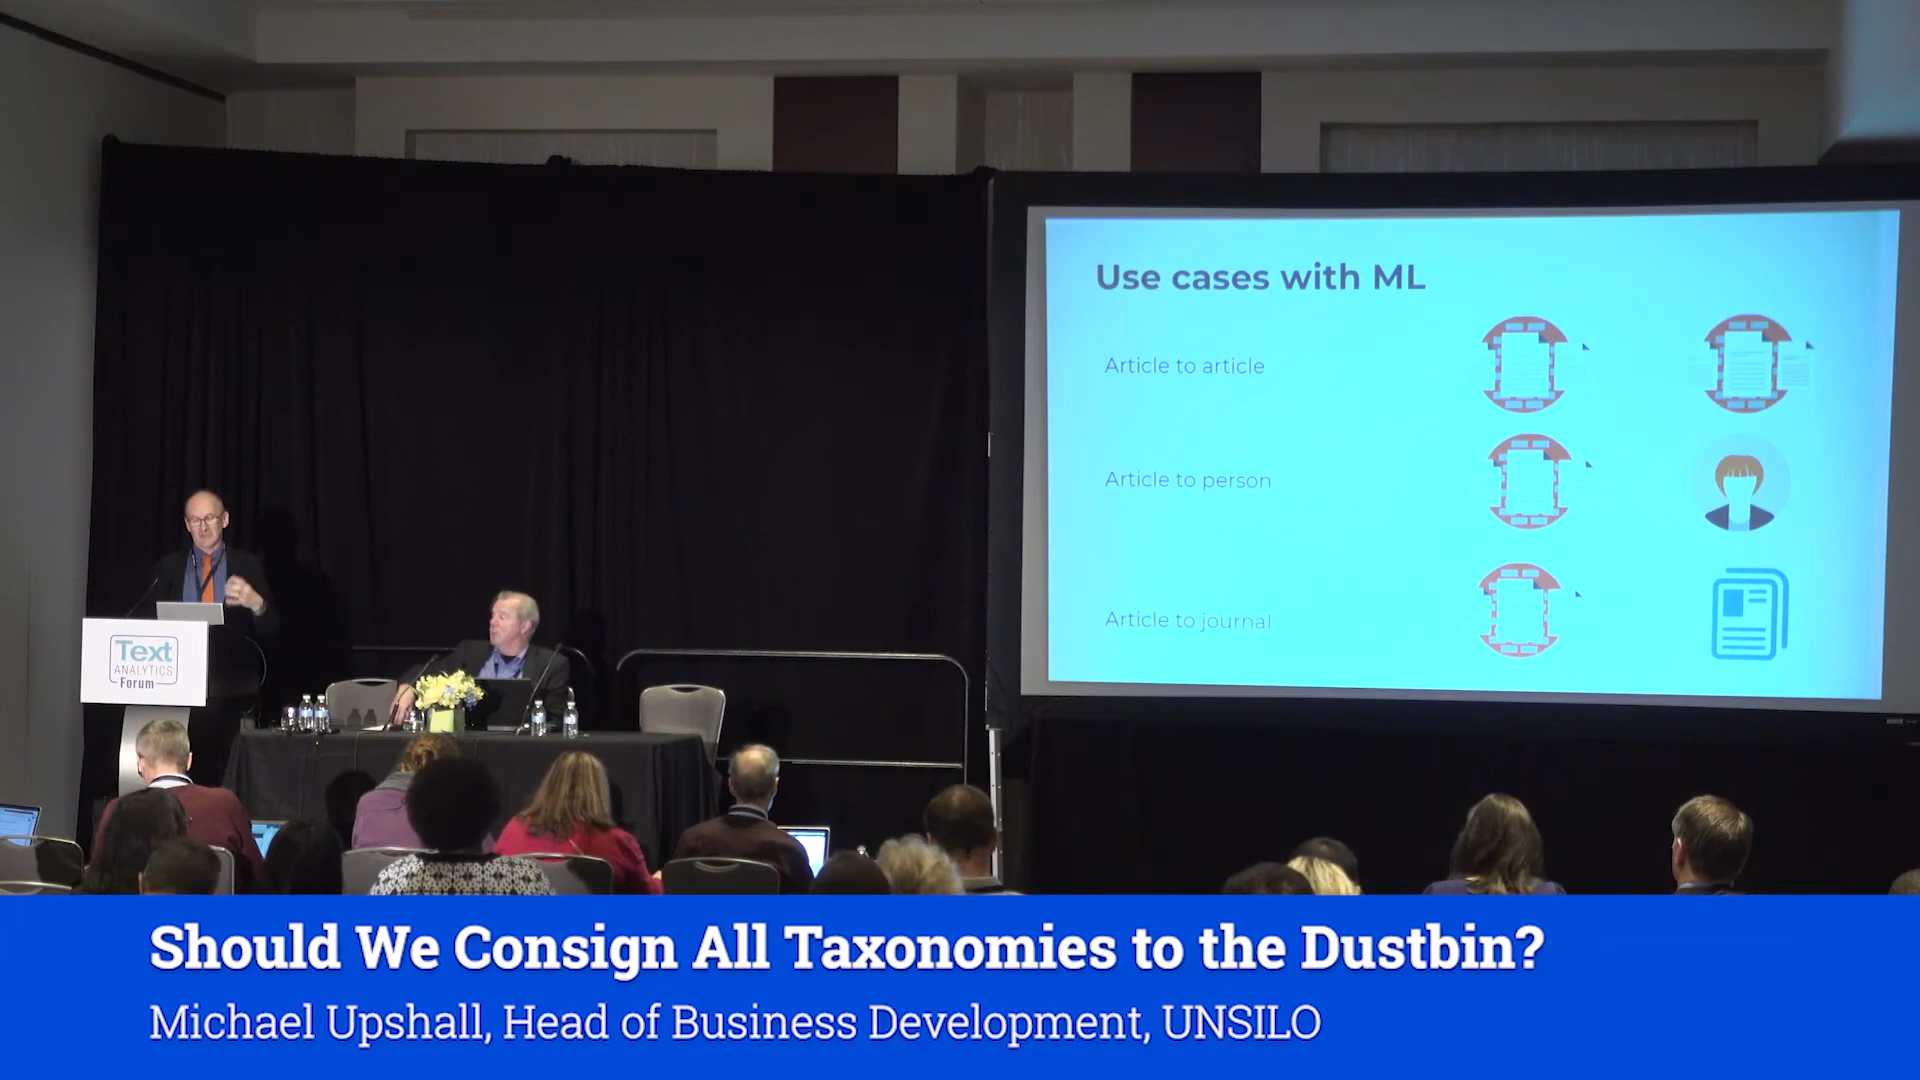 Use cases with ML
Article to article
Article to person
Article to journal
Text
ANALYTICS
Forum
Should We Consign All Taxonomies to the Dustbin?
Michael Upshall, Head of Business Development, UNSILO